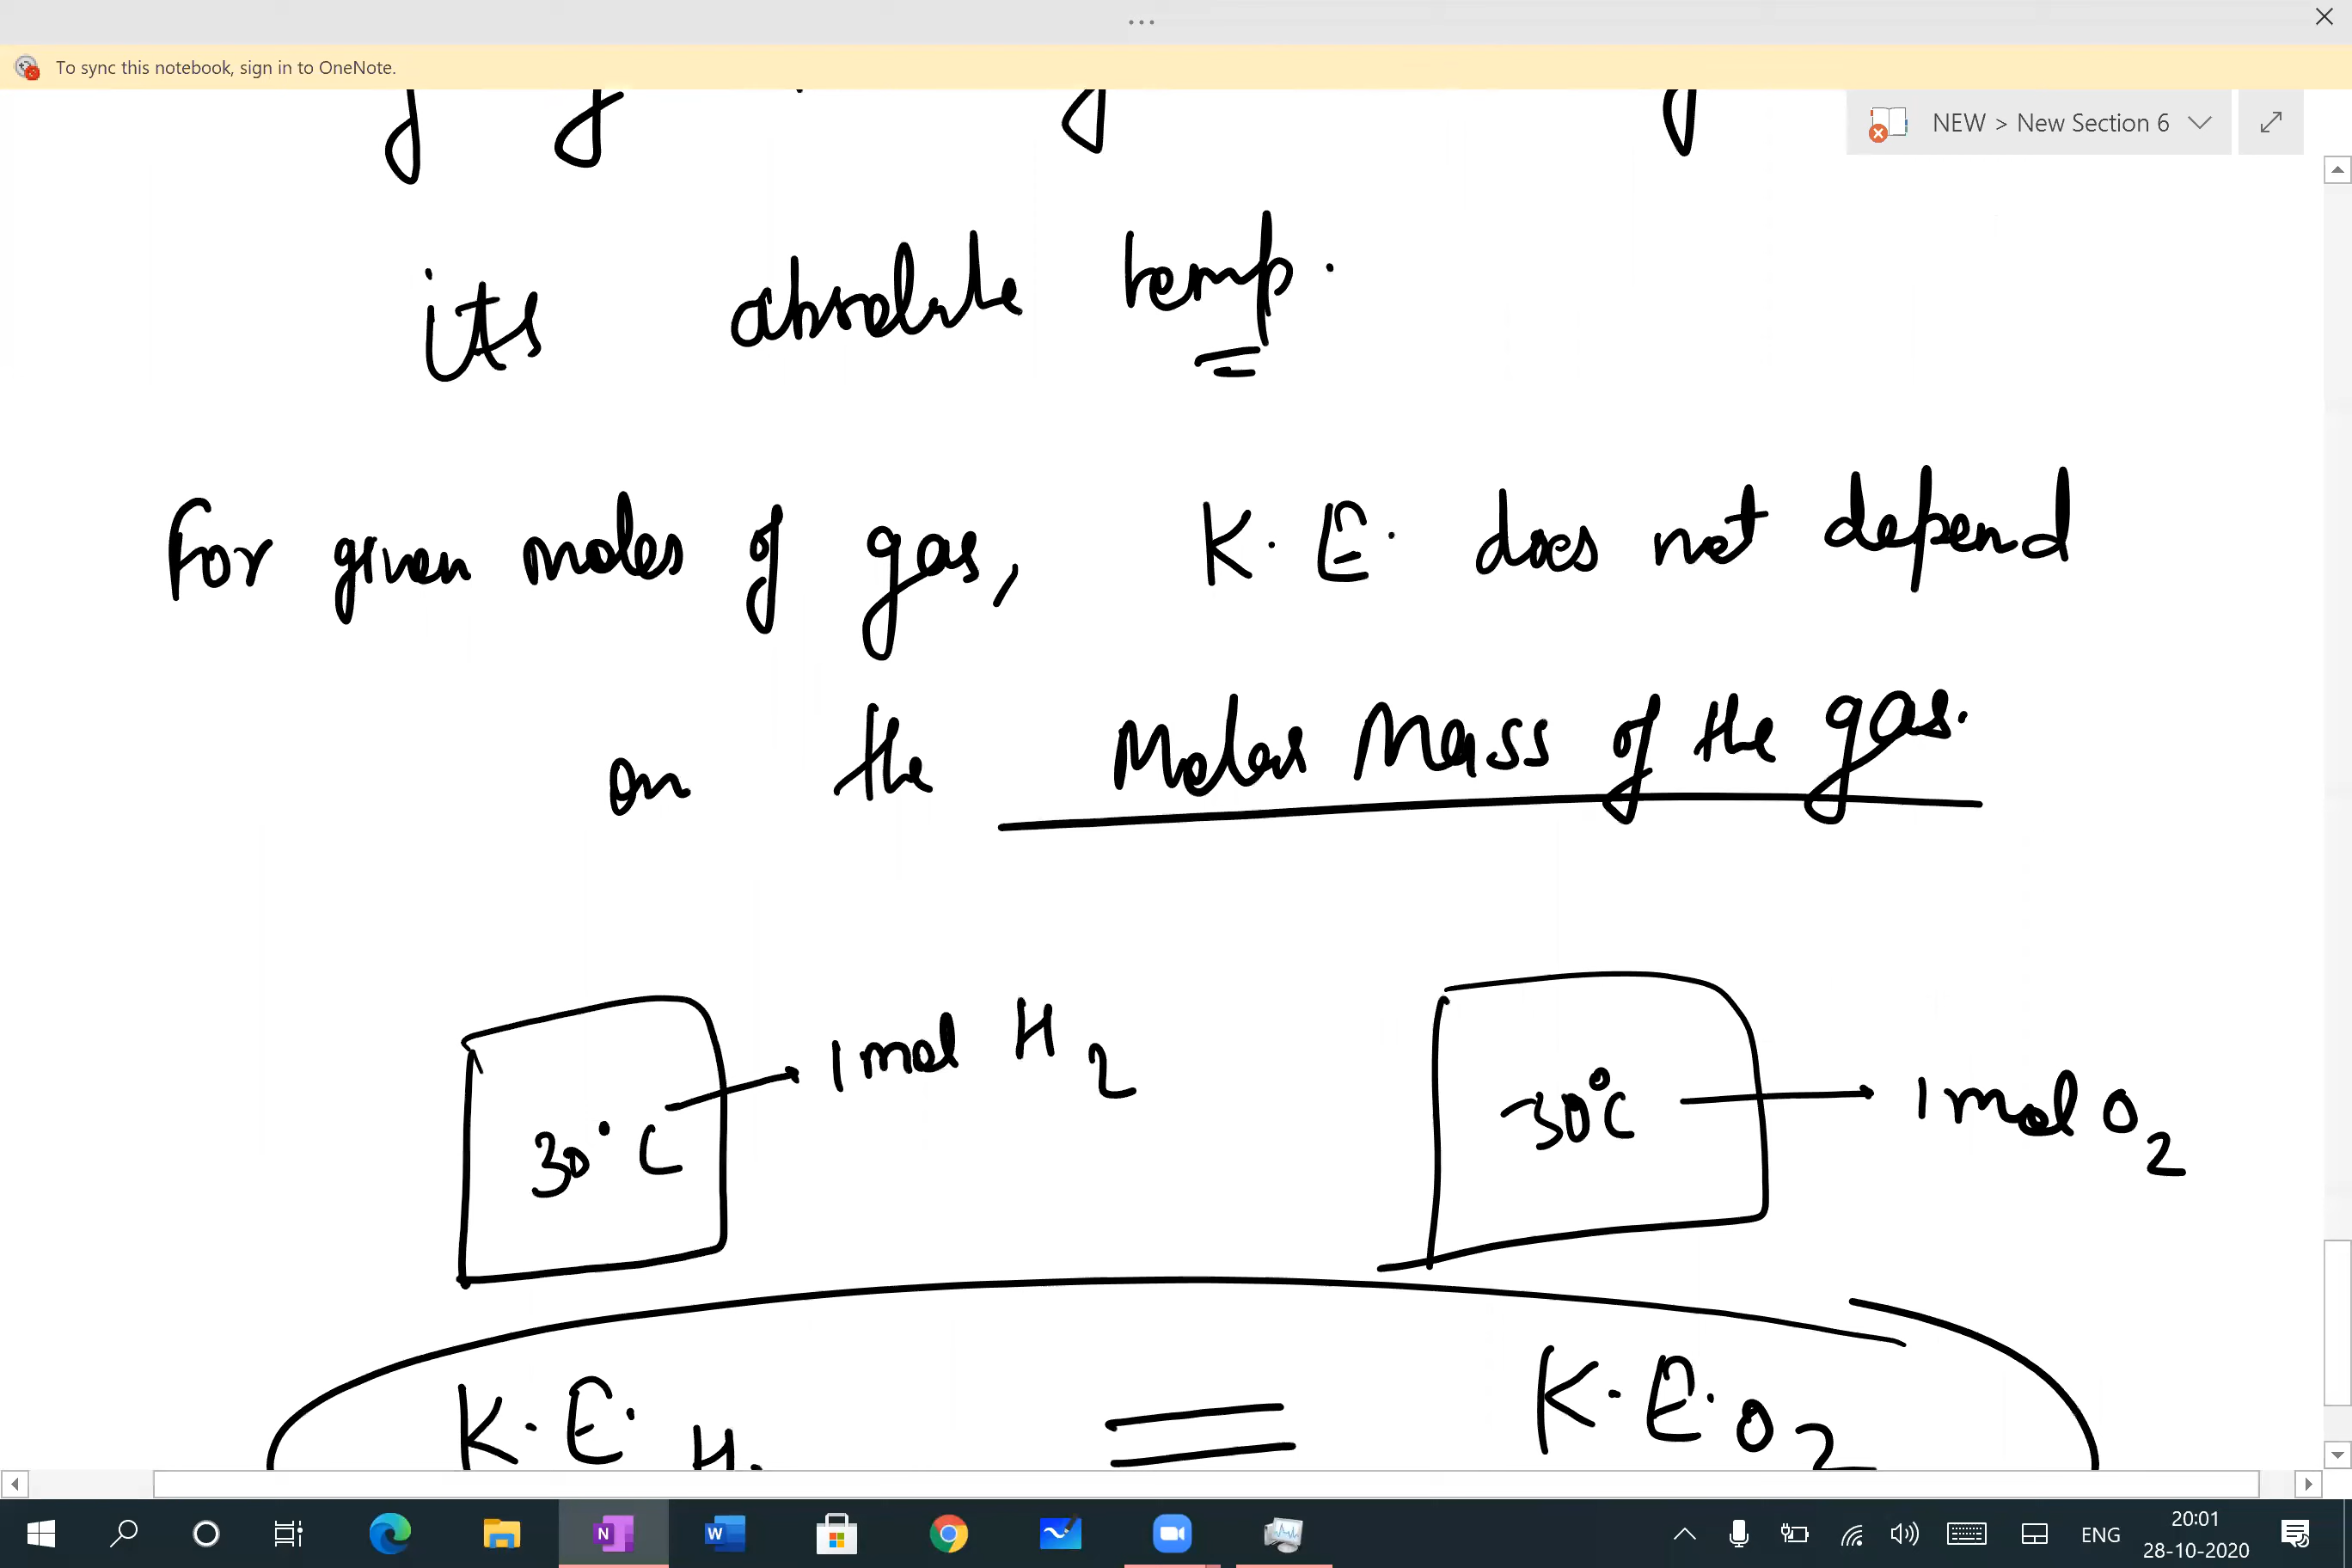 To sync this notebook, sign in to OneNote.
NEW > New Section 6
its absolute temp.
for given moles of gas, K.E. does not depend
on the Molar Mass of the gas.
30°C
1 mol H2
30°C
1 mol O2
K.E. H = K.E. O2
ENG
20:01
28-10-2020